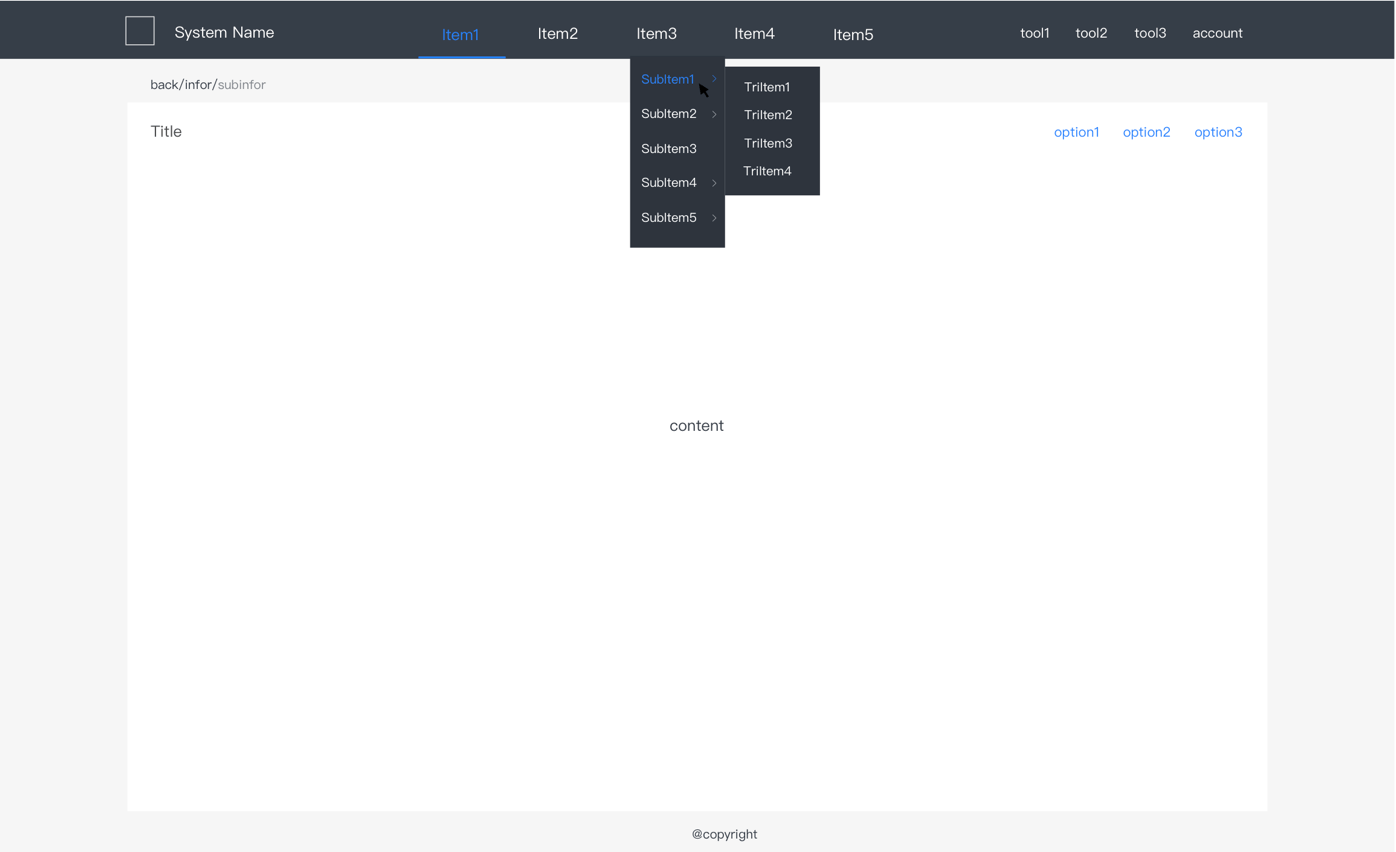 System Name Item1 Item2 Item3 Item4 Item5 tool1 tool2 tool3 account
back/infor/subinfor
Title
option1 option2 option3
SubItem1
SubItem2
SubItem3
SubItem4
SubItem5
TriItem1
TriItem2
TriItem3
TriItem4
content
@copyright